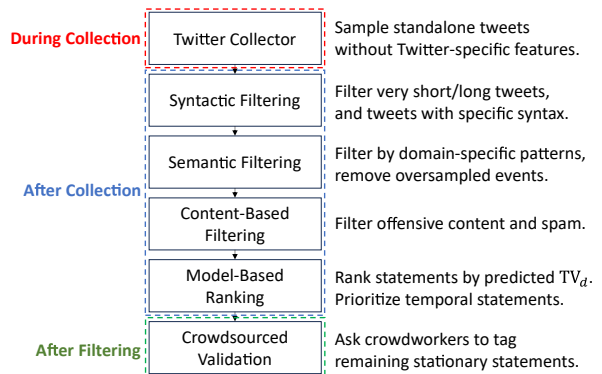 During Collection
Twitter Collector
Sample standalone tweets
without Twitter-specific features.
Syntactic Filtering
Filter very short/long tweets,
and tweets with specific syntax.
After Collection
Semantic Filtering
Filter by domain-specific patterns,
remove oversampled events.
Content-Based
Filtering
Filter offensive content and spam.
Model-Based
Ranking
Rank statements by predicted TV_d.
Prioritize temporal statements.
After Filtering
Crowdsourced
Validation
Ask crowdworkers to tag
remaining stationary statements.